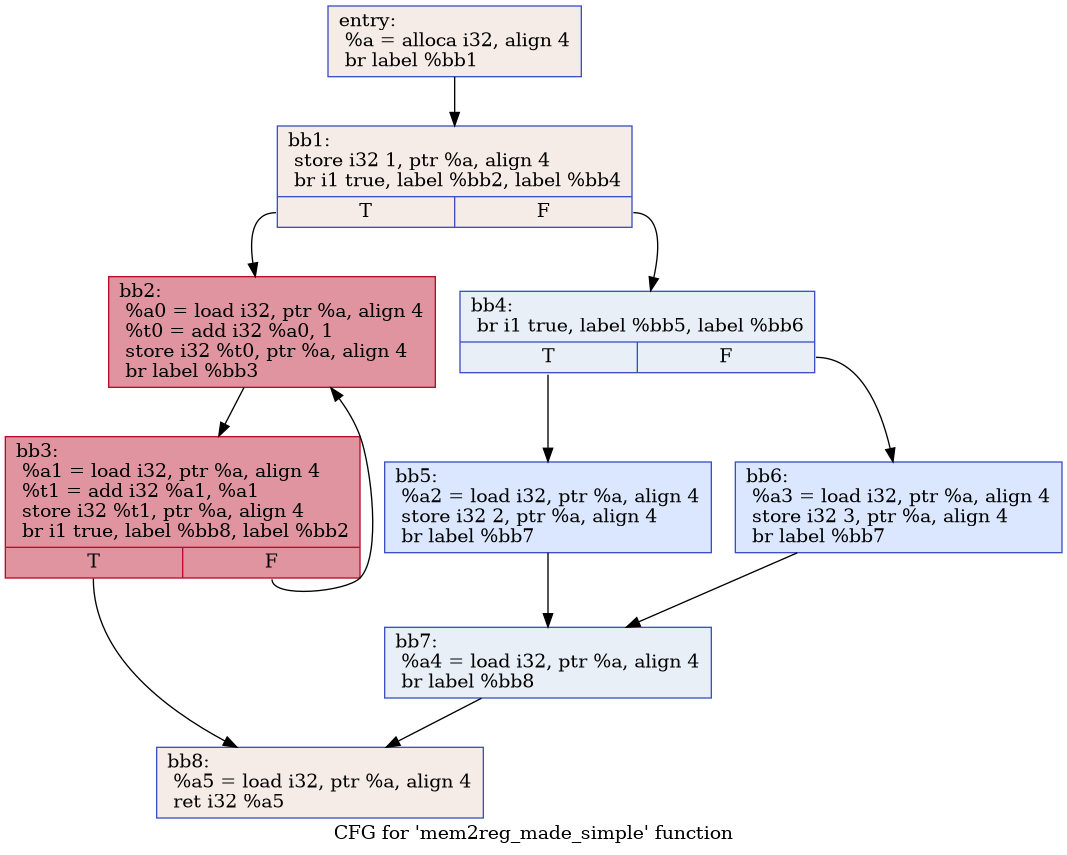 entry:
%a = alloca i32, align 4
br label %bb1
bb1:
store i32 1, ptr %a, align 4
br i1 true, label %bb2, label %bb4
T F
bb2:
%a0 = load i32, ptr %a, align 4
%t0 = add i32 %a0, 1
store i32 %t0, ptr %a, align 4
br label %bb3
bb4:
br i1 true, label %bb5, label %bb6
T F
bb3:
%a1 = load i32, ptr %a, align 4
%t1 = add i32 %a1, %a1
store i32 %t1, ptr %a, align 4
br i1 true, label %bb8, label %bb2
T F
bb5:
%a2 = load i32, ptr %a, align 4
store i32 2, ptr %a, align 4
br label %bb7
bb6:
%a3 = load i32, ptr %a, align 4
store i32 3, ptr %a, align 4
br label %bb7
bb7:
%a4 = load i32, ptr %a, align 4
br label %bb8
bb8:
%a5 = load i32, ptr %a, align 4
ret i32 %a5
CFG for 'mem2reg_made_simple' function